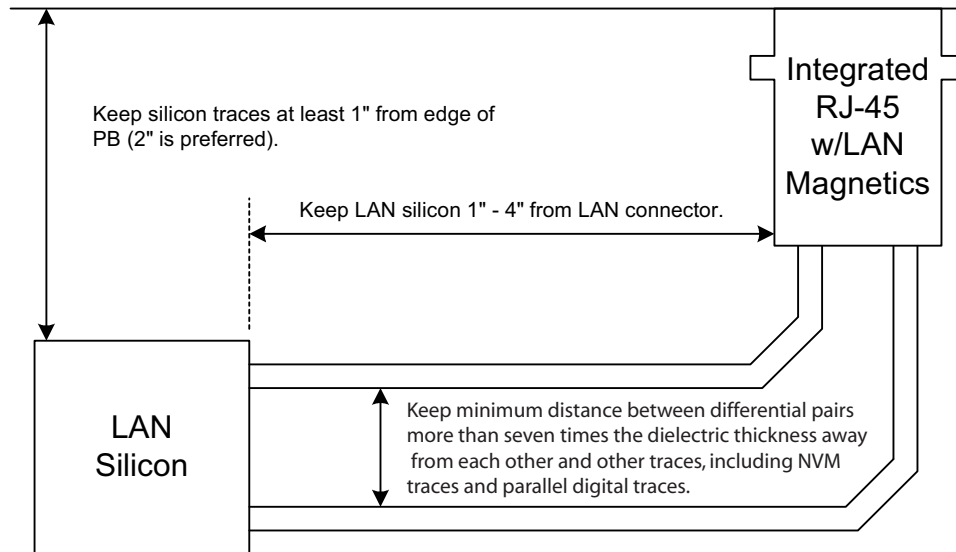 Integrated
RJ-45
w/LAN
Magnetics
Keep silicon traces at least 1" from edge of
PB (2" is preferred).
Keep LAN silicon 1" - 4" from LAN connector.
LAN
Silicon
Keep minimum distance between differential pairs
more than seven times the dielectric thickness away
from each other and other traces, including NVM
traces and parallel digital traces.